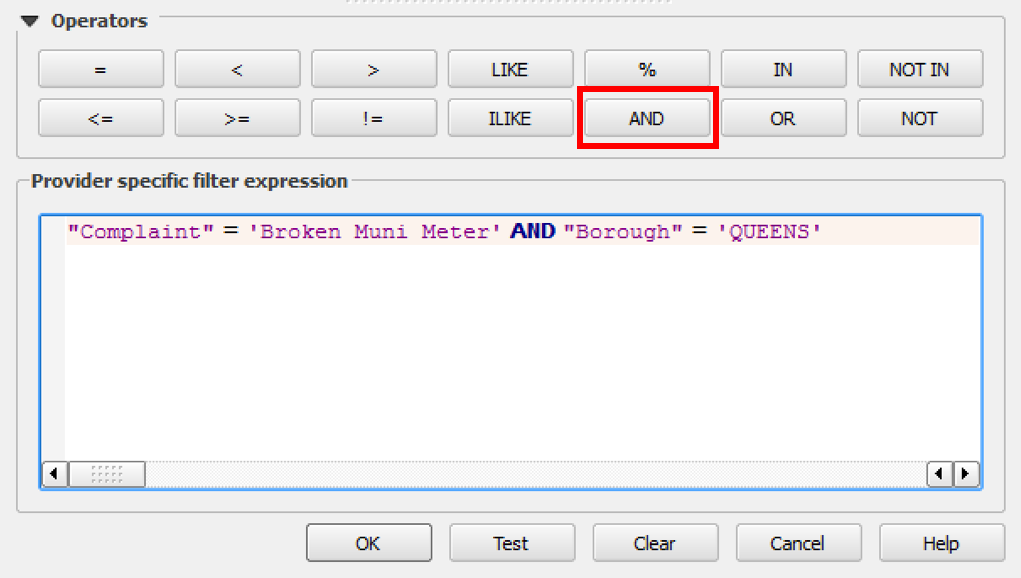 Operators
= < > LIKE % IN NOT IN
<= >= != ILIKE AND OR NOT
Provider specific filter expression
"Complaint" = 'Broken Muni Meter' AND "Borough" = 'QUEENS'
OK Test Clear Cancel Help